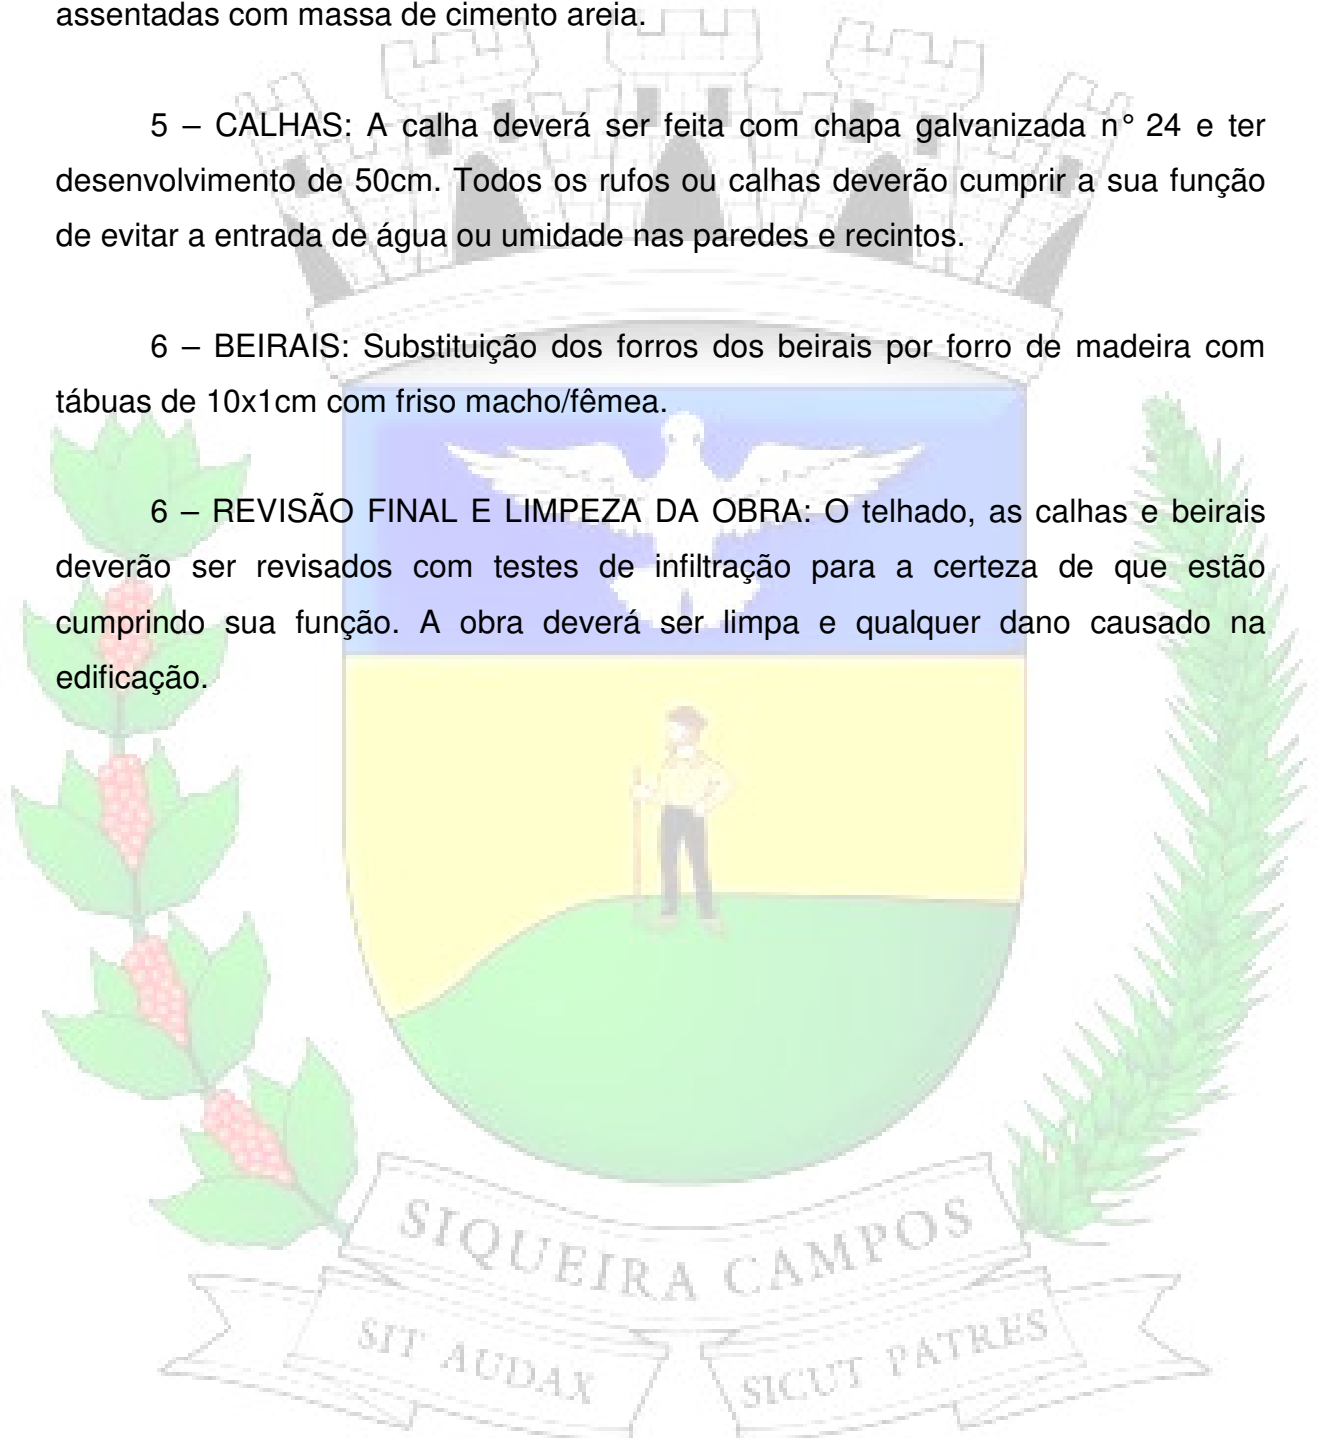 assentadas com massa de cimento areia.
5 – CALHAS: A calha deverá ser feita com chapa galvanizada n° 24 e ter
desenvolvimento de 50cm. Todos os rufos ou calhas deverão cumprir a sua função
de evitar a entrada de água ou umidade nas paredes e recintos.
6 – BEIRAIS: Substituição dos forros dos beirais por forro de madeira com
tábuas de 10x1cm com friso macho/fêmea.
6 – REVISÃO FINAL E LIMPEZA DA OBRA: O telhado, as calhas e beirais
deverão ser revisados com testes de infiltração para a certeza de que estão
cumprindo sua função. A obra deverá ser limpa e qualquer dano causado na
edificação.
SIQUEIRA CAMPOS
SIT AUDAX SICUT PATRES